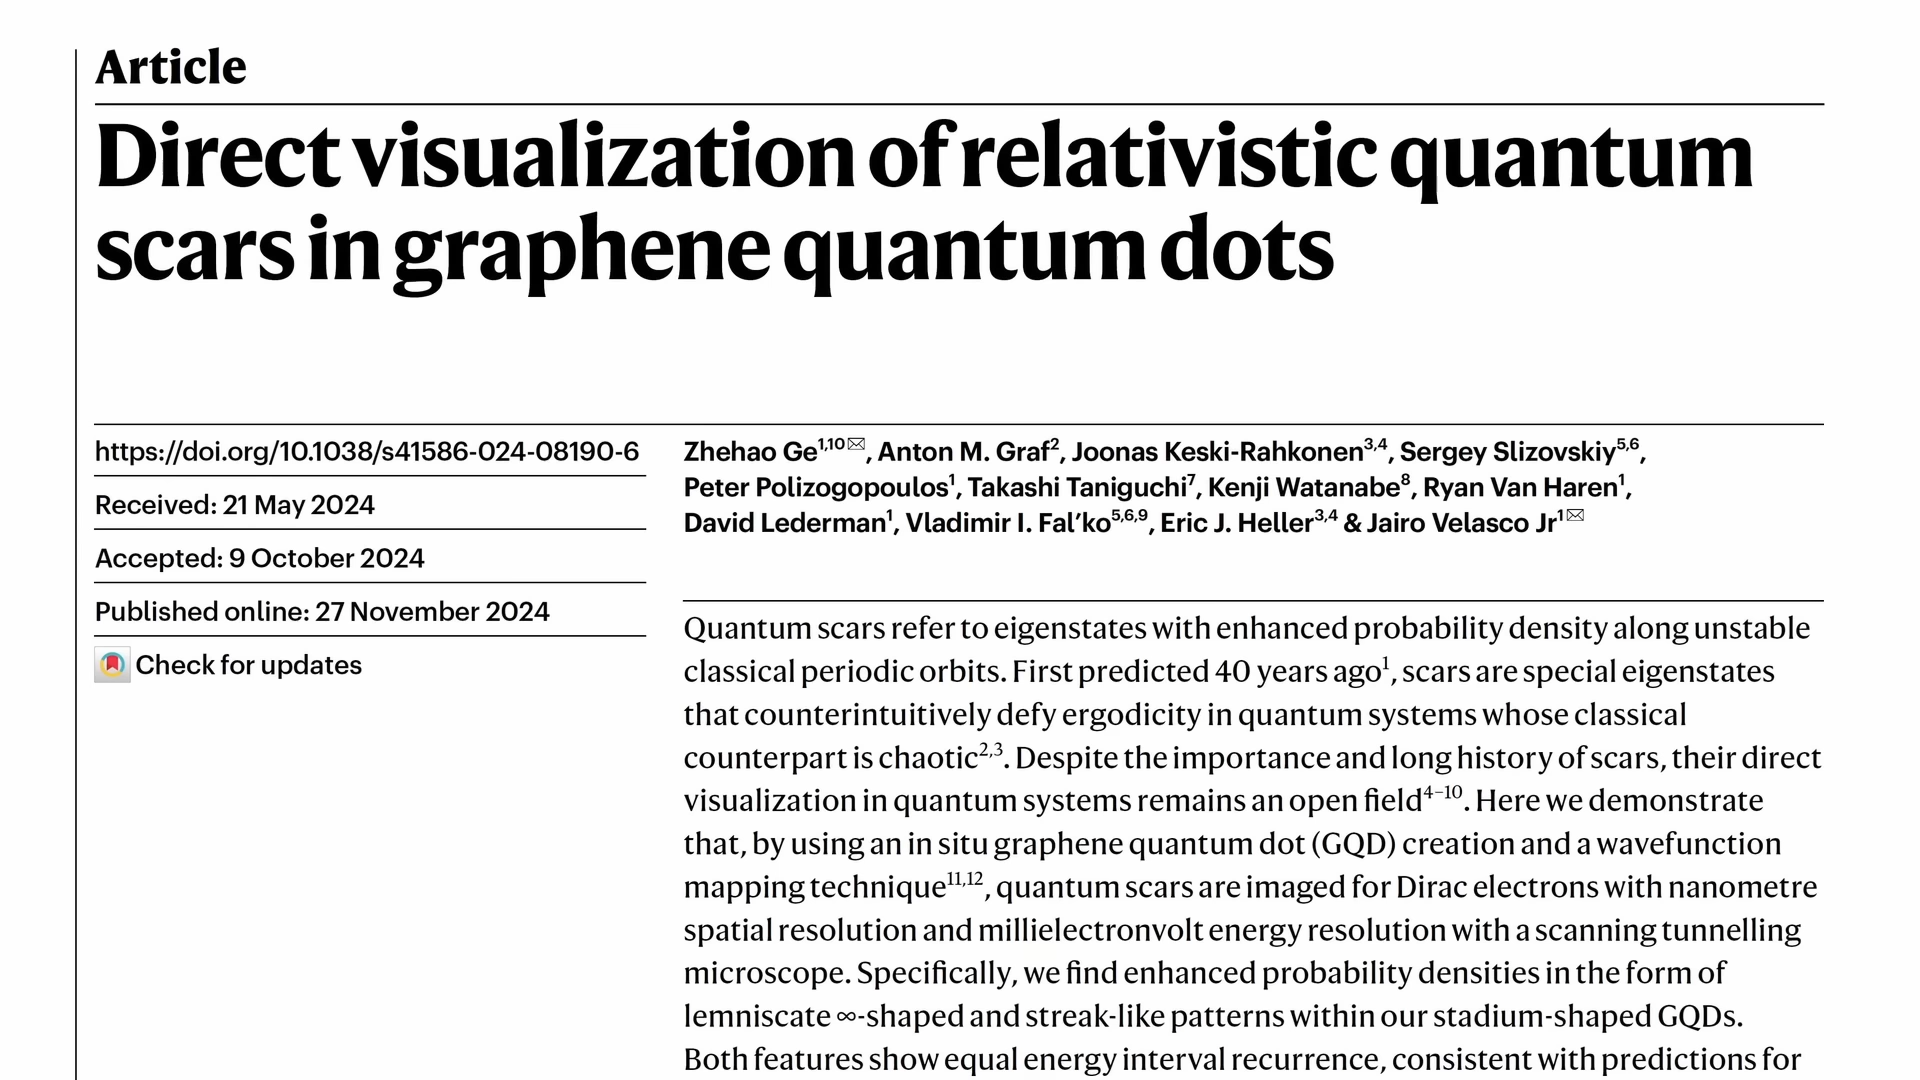 Article
Direct visualization of relativistic quantum
scars in graphene quantum dots
https://doi.org/10.1038/s41586-024-08190-6
Received: 21 May 2024
Accepted: 9 October 2024
Published online: 27 November 2024
Check for updates
Zhehao Ge1,10✉, Anton M. Graf2, Joonas Keski-Rahkonen3,4, Sergey Slizovskiy5,6,
Peter Polizogopoulos1, Takashi Taniguchi7, Kenji Watanabe8, Ryan Van Haren1,
David Lederman1, Vladimir I. Fal’ko5,6,9, Eric J. Heller3,4 & Jairo Velasco Jr1✉
Quantum scars refer to eigenstates with enhanced probability density along unstable
classical periodic orbits. First predicted 40 years ago1, scars are special eigenstates
that counterintuitively defy ergodicity in quantum systems whose classical
counterpart is chaotic2,3. Despite the importance and long history of scars, their direct
visualization in quantum systems remains an open field4–10. Here we demonstrate
that, by using an in situ graphene quantum dot (GQD) creation and a wavefunction
mapping technique11,12, quantum scars are imaged for Dirac electrons with nanometre
spatial resolution and millielectronvolt energy resolution with a scanning tunnelling
microscope. Specifically, we find enhanced probability densities in the form of
lemniscate ∞-shaped and streak-like patterns within our stadium-shaped GQDs.
Both features show equal energy interval recurrence, consistent with predictions for